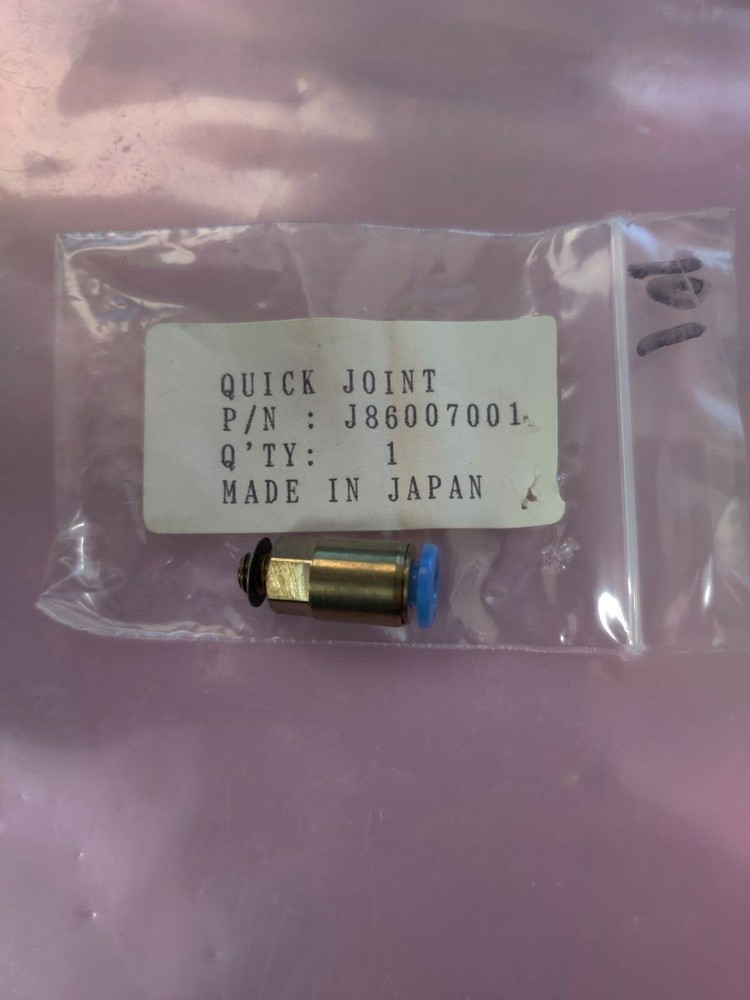 QUICK JOINT
P/N : J86007001
Q'TY: 1
MADE IN JAPAN